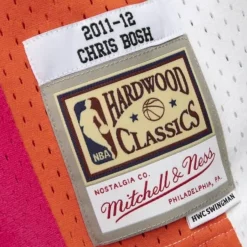 2011-12
CHRIS BOSH
HARDWOOD
NBA
CLASSICS
NOSTALGIA CO.
Mitchell & Ness
PHILADELPHIA, PA
HWC SWINGMAN